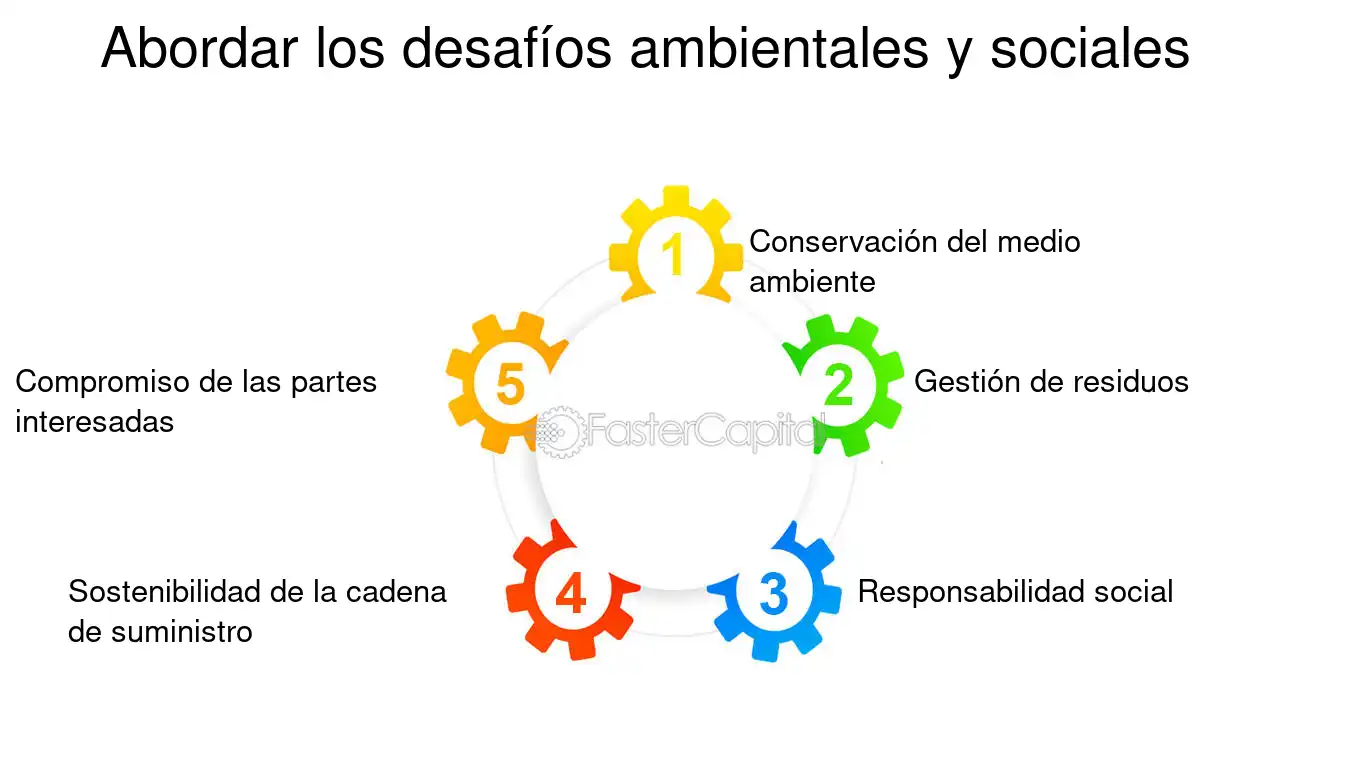 Abordar los desafíos ambientales y sociales
1
Conservación del medio
ambiente
2
Gestión de residuos
3
Responsabilidad social
4
Sostenibilidad de la cadena
de suministro
5
Compromiso de las partes
interesadas
FasterCapital